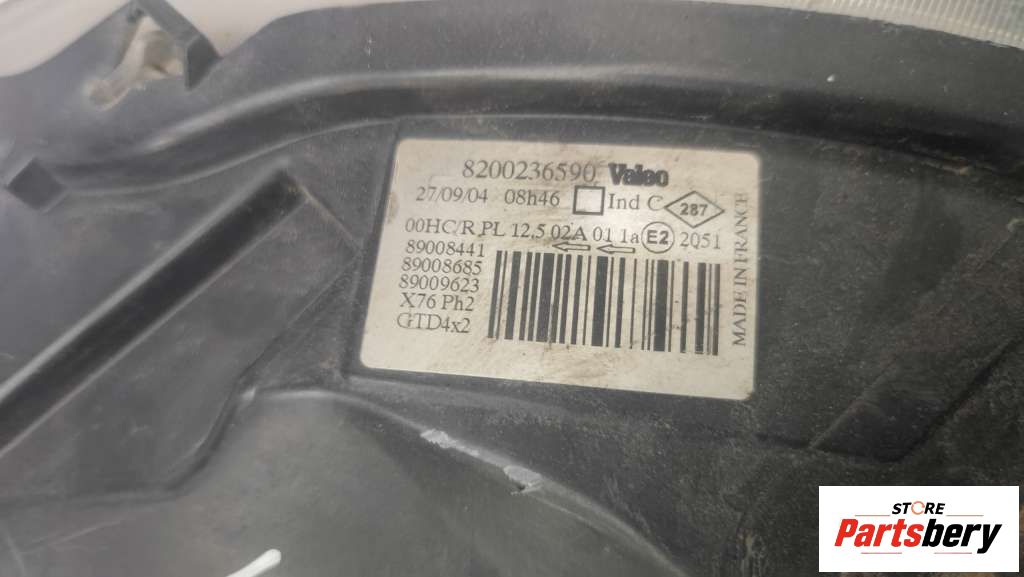 8200236590 Valeo
27/09/04 08h46 Ind C 287
00HC/R PL 12,5 02A 01 1a E2 2051
89008441
89008685
89009623
X76 Ph2
GTD4x2
MADE IN FRANCE
STORE
Partsbery